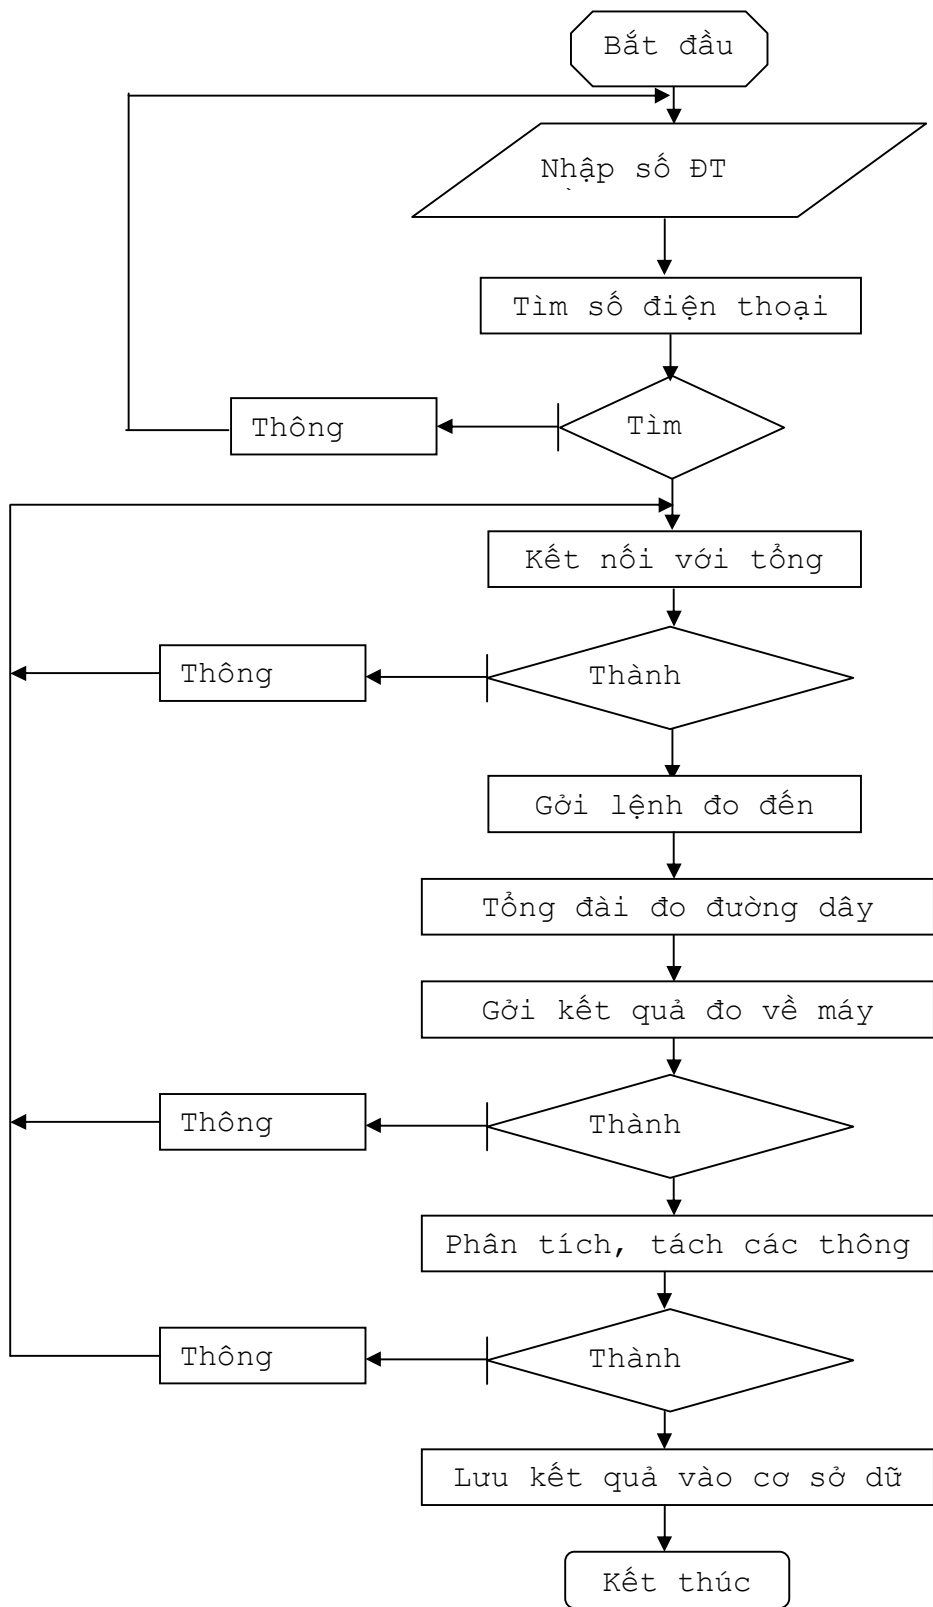 Bắt đầu
Nhập số ĐT
Tìm số điện thoại
Tìm
Thông
Kết nối với tổng
Thành
Thông
Gởi lệnh đo đến
Tổng đài đo đường dây
Gởi kết quả đo về máy
Thành
Thông
Phân tích, tách các thông
Thành
Thông
Lưu kết quả vào cơ sở dữ
Kết thúc